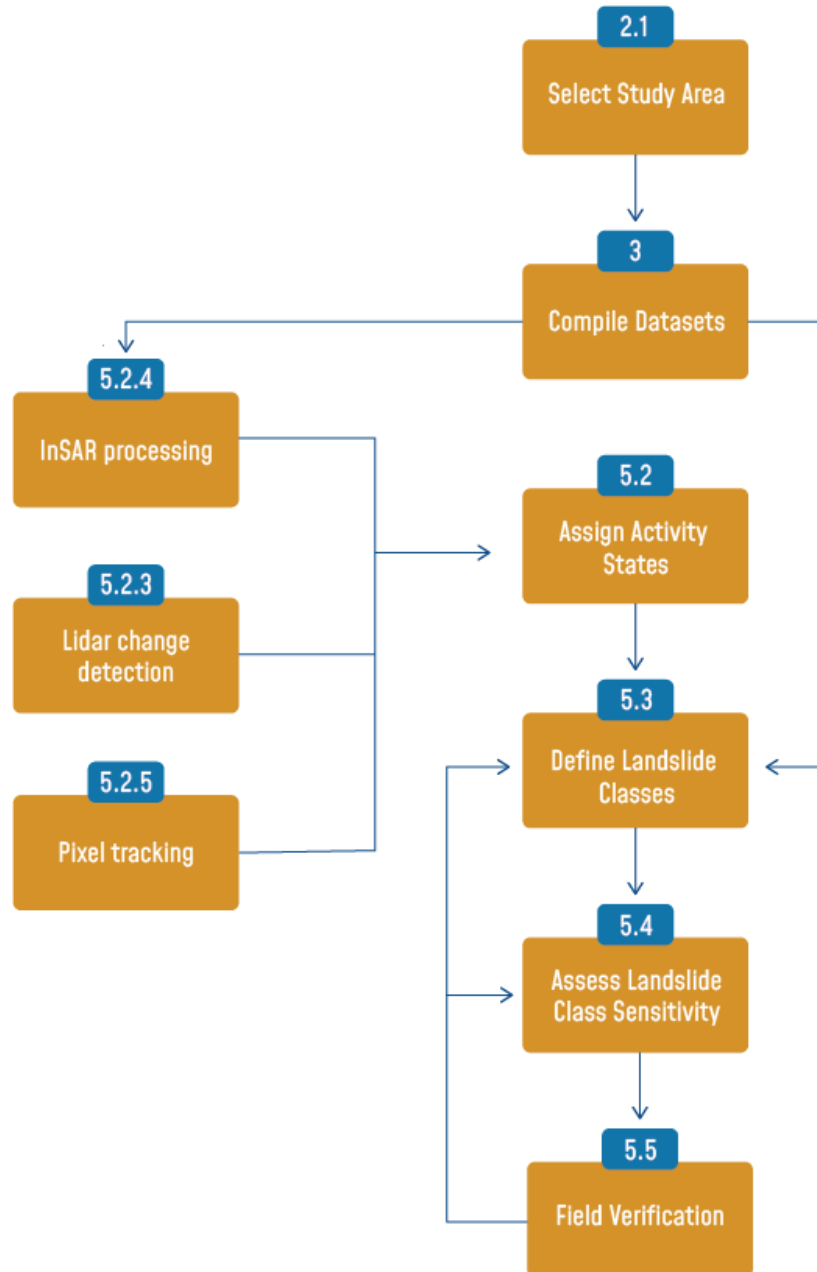 2.1
Select Study Area
3
Compile Datasets
5.2.4
InSAR processing
5.2
Assign Activity
States
5.2.3
Lidar change
detection
5.3
Define Landslide
Classes
5.2.5
Pixel tracking
5.4
Assess Landslide
Class Sensitivity
5.5
Field Verification